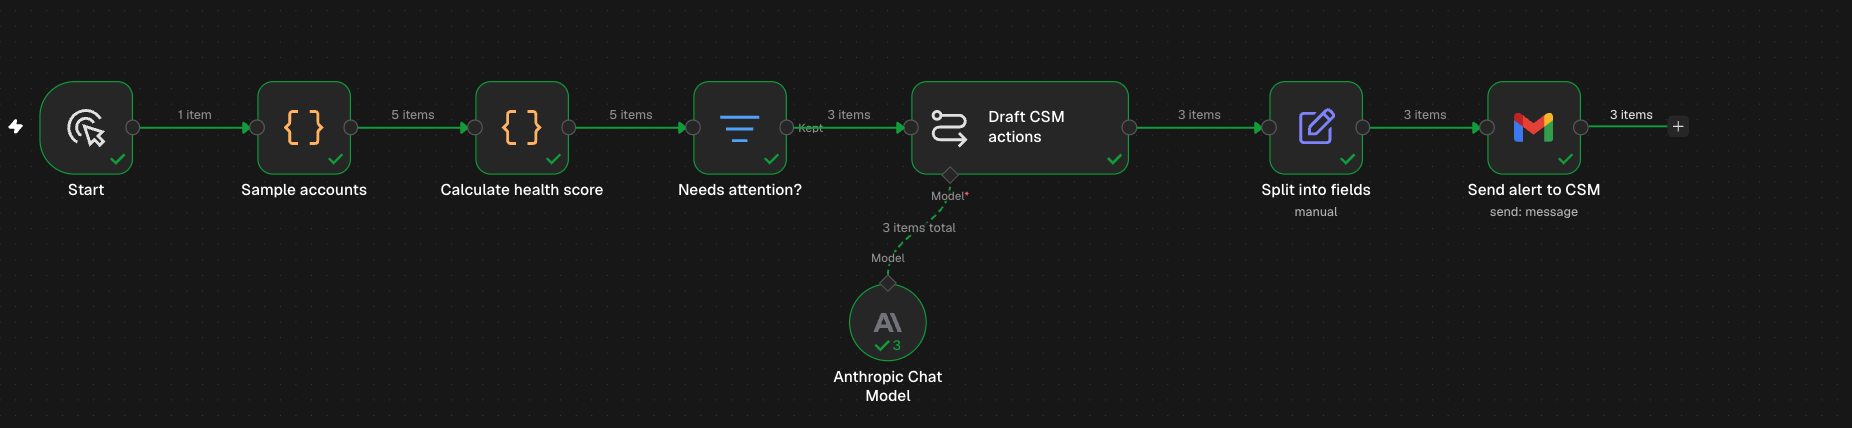 1 item
5 items
5 items
Kept
3 items
Draft CSM
actions
3 items
3 items
3 items
Start
Sample accounts
Calculate health score
Needs attention?
Model*
Split into fields
manual
Send alert to CSM
send: message
3 items total
Model
3
Anthropic Chat
Model